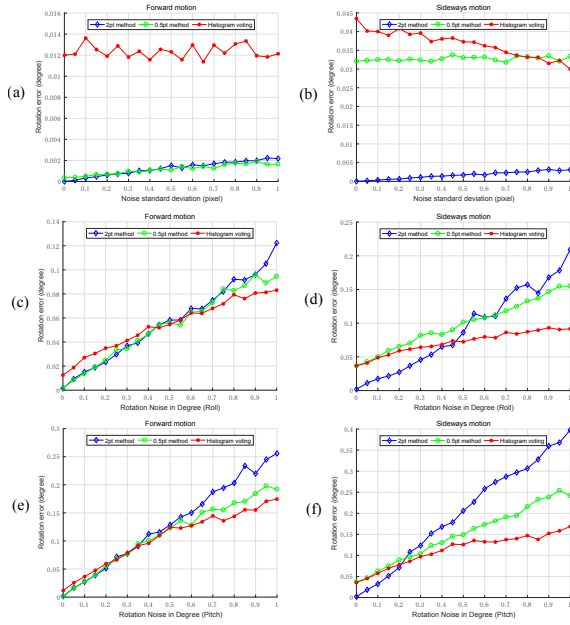 Forward motion
2pt method 0.5pt method Histogram voting
0.016
0.014
0.012
0.01
0.008
0.006
0.004
0.002
0
Rotation error (degree)
0 0.1 0.2 0.3 0.4 0.5 0.6 0.7 0.8 0.9 1
Noise standard deviation (pixel)
(a)
Sideways motion
2pt method 0.5pt method Histogram voting
0.045
0.04
0.035
0.03
0.025
0.02
0.015
0.01
0.005
0
Rotation error (degree)
0 0.1 0.2 0.3 0.4 0.5 0.6 0.7 0.8 0.9 1
Noise standard deviation (pixel)
(b)
Forward motion
2pt method 0.5pt method Histogram voting
0.14
0.12
0.1
0.08
0.06
0.04
0.02
0
Rotation error (degree)
0 0.1 0.2 0.3 0.4 0.5 0.6 0.7 0.8 0.9 1
Rotation Noise in Degree (Roll)
(c)
Sideways motion
2pt method 0.5pt method Histogram voting
0.25
0.2
0.15
0.1
0.05
0
Rotation error (degree)
0 0.1 0.2 0.3 0.4 0.5 0.6 0.7 0.8 0.9 1
Rotation Noise in Degree (Roll)
(d)
Forward motion
2pt method 0.5pt method Histogram voting
0.3
0.25
0.2
0.15
0.1
0.05
0
Rotation error (degree)
0 0.1 0.2 0.3 0.4 0.5 0.6 0.7 0.8 0.9 1
Rotation Noise in Degree (Pitch)
(e)
Sideways motion
2pt method 0.5pt method Histogram voting
0.4
0.35
0.3
0.25
0.2
0.15
0.1
0.05
0
Rotation error (degree)
0 0.1 0.2 0.3 0.4 0.5 0.6 0.7 0.8 0.9 1
Rotation Noise in Degree (Pitch)
(f)